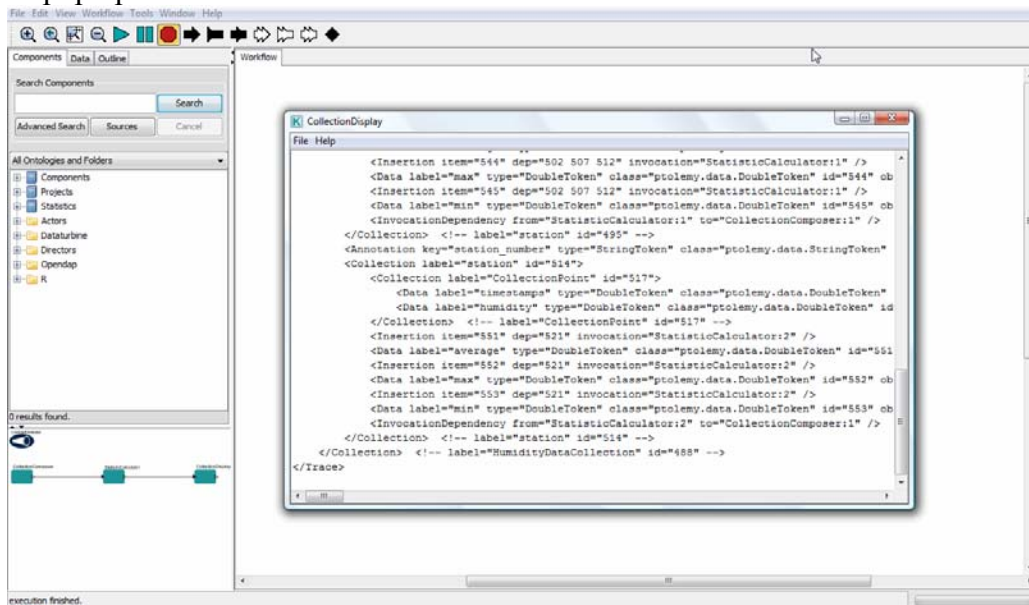 File Edit View Workflow Tools Window Help
Components Data Outline
Workflow
Search Components
Search
Advanced Search Sources Cancel
All Ontologies and Folders
Components
Projects
Statistics
Actors
Dataturbine
Directors
Opendap
R
0 results found.
execution finished.
CollectionDisplay
File Help
<Insertion item="544" dep="502 507 512" invocation="StatisticCalculator:1" />
<Data label="max" type="DoubleToken" class="ptolemy.data.DoubleToken" id="544" ob
<Insertion item="545" dep="502 507 512" invocation="StatisticCalculator:1" />
<Data label="min" type="DoubleToken" class="ptolemy.data.DoubleToken" id="545" ob
<InvocationDependency from="StatisticCalculator:1" to="CollectionComposer:1" />
</Collection> <!-- label="station" id="495" -->
<Annotation key="station_number" type="StringToken" class="ptolemy.data.StringToken"
<Collection label="station" id="514">
<Collection label="CollectionPoint" id="517">
<Data label="timestamps" type="DoubleToken" class="ptolemy.data.DoubleToken"
<Data label="humidity" type="DoubleToken" class="ptolemy.data.DoubleToken" id
</Collection> <!-- label="CollectionPoint" id="517" -->
<Insertion item="551" dep="521" invocation="StatisticCalculator:2" />
<Data label="average" type="DoubleToken" class="ptolemy.data.DoubleToken" id="551
<Insertion item="552" dep="521" invocation="StatisticCalculator:2" />
<Data label="max" type="DoubleToken" class="ptolemy.data.DoubleToken" id="552" ob
<Insertion item="553" dep="521" invocation="StatisticCalculator:2" />
<Data label="min" type="DoubleToken" class="ptolemy.data.DoubleToken" id="553" ob
<InvocationDependency from="StatisticCalculator:2" to="CollectionComposer:1" />
</Collection> <!-- label="station" id="514" -->
</Collection> <!-- label="HumidityDataCollection" id="488" -->
</Trace>